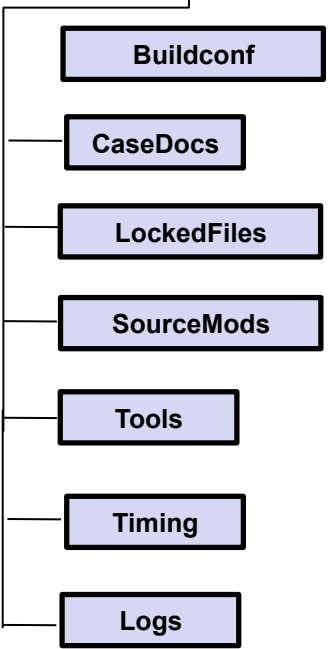 Buildconf
CaseDocs
LockedFiles
SourceMods
Tools
Timing
Logs